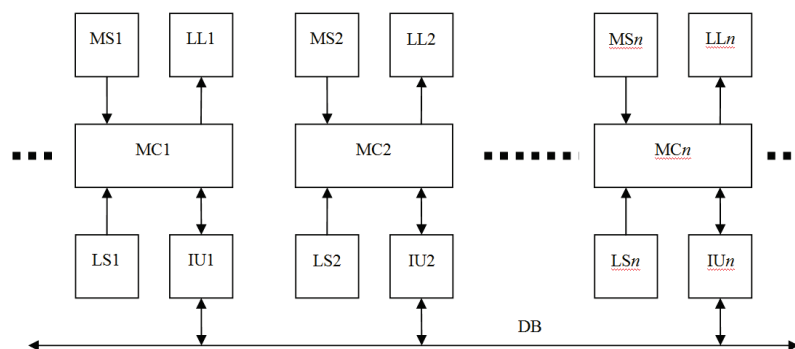 MS1 LL1 MS2 LL2 MSn LLn
MC1 MC2 MCn
LS1 IU1 LS2 IU2 LSn IUn
DB